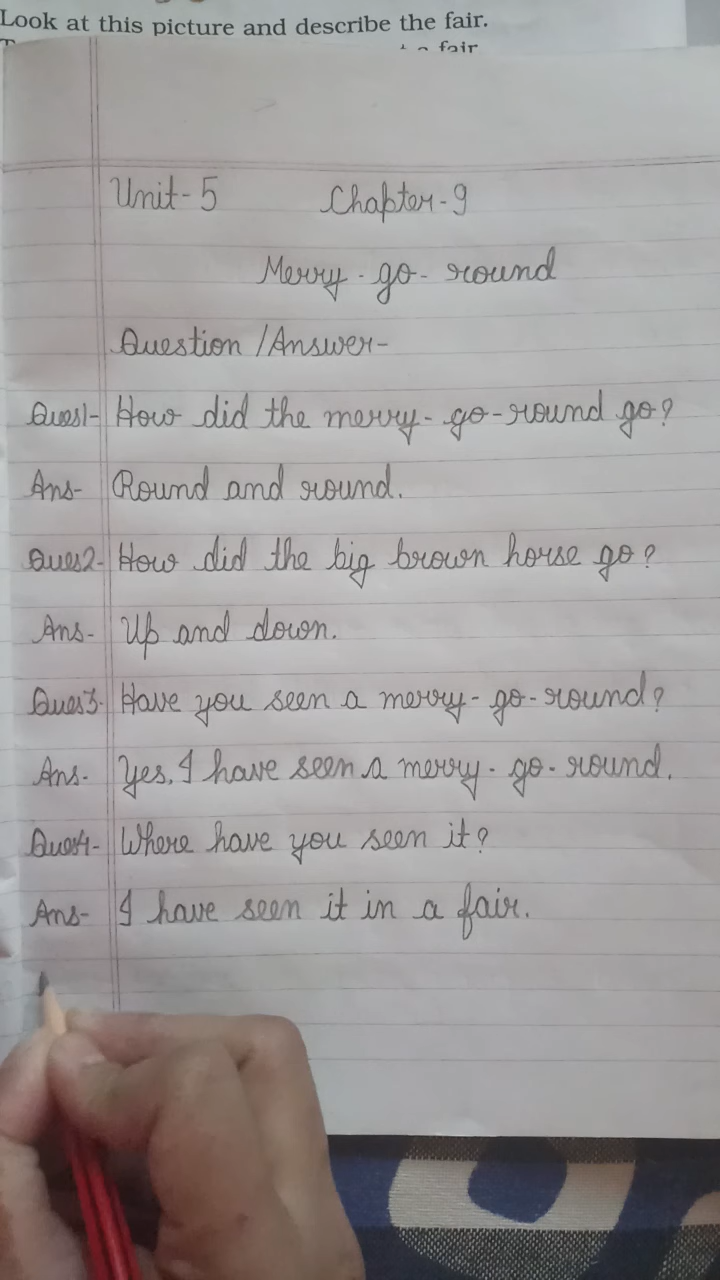 Look at this picture and describe the fair.
fair
Unit-5 Chapter-9
Merry-go-round
Question /Answer-
Ques1- How did the merry-go-round go?
Ans- Round and round.
Ques2- How did the big brown horse go?
Ans- Up and down.
Ques3- Have you seen a merry-go-round?
Ans- Yes, I have seen a merry-go-round.
Ques4- Where have you seen it?
Ans- I have seen it in a fair.